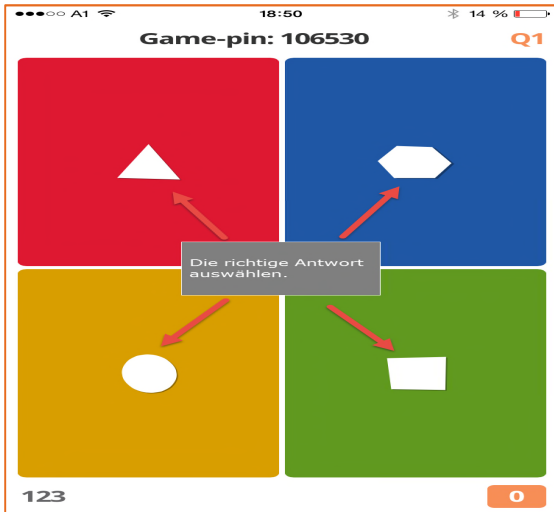 A1 18:50 14 %
Game-pin: 106530 Q1
Die richtige Antwort
auswählen.
123 0